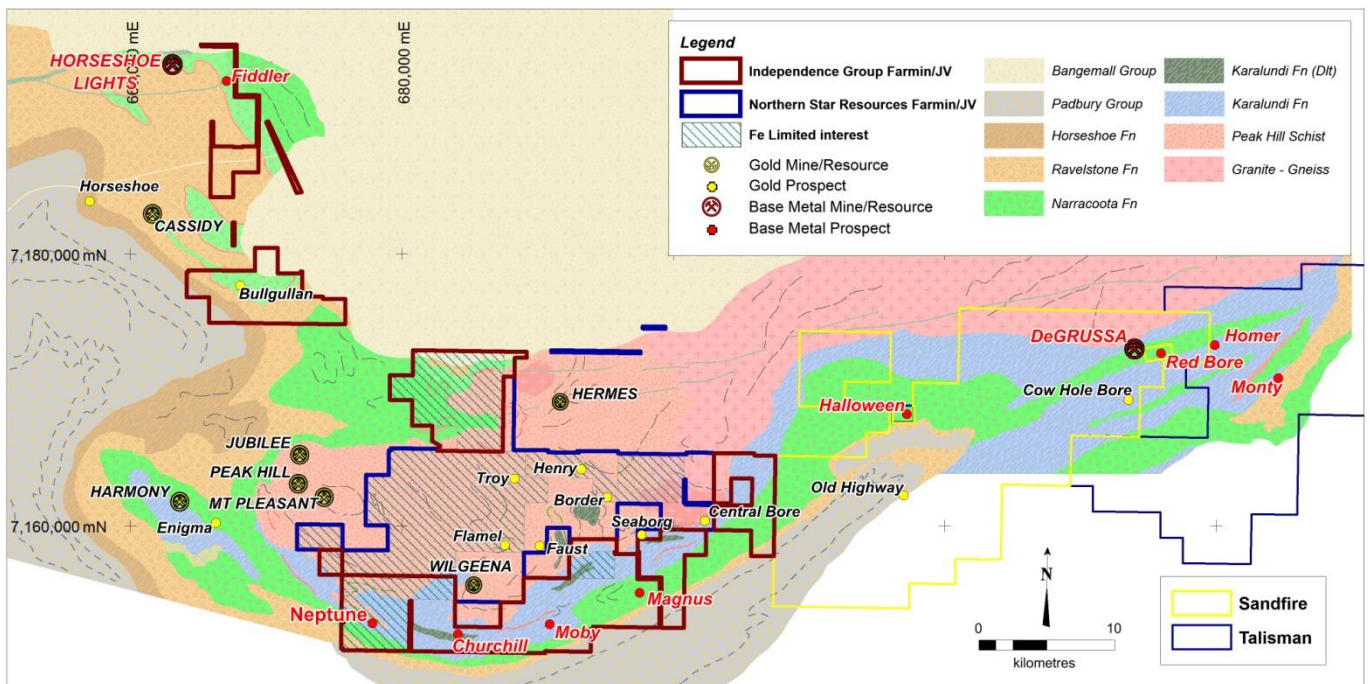 660,000 mE
680,000 mE
HORSESHOE
LIGHTS
Fiddler
Horseshoe
CASSIDY
7,180,000 mN
Bullgullan
Legend
Independence Group Farmin/JV
Northern Star Resources Farmin/JV
Fe Limited interest
Gold Mine/Resource
Gold Prospect
Base Metal Mine/Resource
Base Metal Prospect
Bangemall Group
Padbury Group
Horseshoe Fn
Ravelstone Fn
Narracoota Fn
Karalundi Fn (Dlt)
Karalundi Fn
Peak Hill Schist
Granite - Gneiss
DeGRUSSA
Homer
Red Bore
Monty
Cow Hole Bore
Halloween
HERMES
JUBILEE
PEAK HILL
MT PLEASANT
HARMONY
Enigma
7,160,000 mN
Troy
Henry
Border
Old Highway
Seaborg
Central Bore
Flamel
Faust
WILGEENA
Magnus
Neptune
Churchill
Moby
N
0 10
kilometres
Sandfire
Talisman